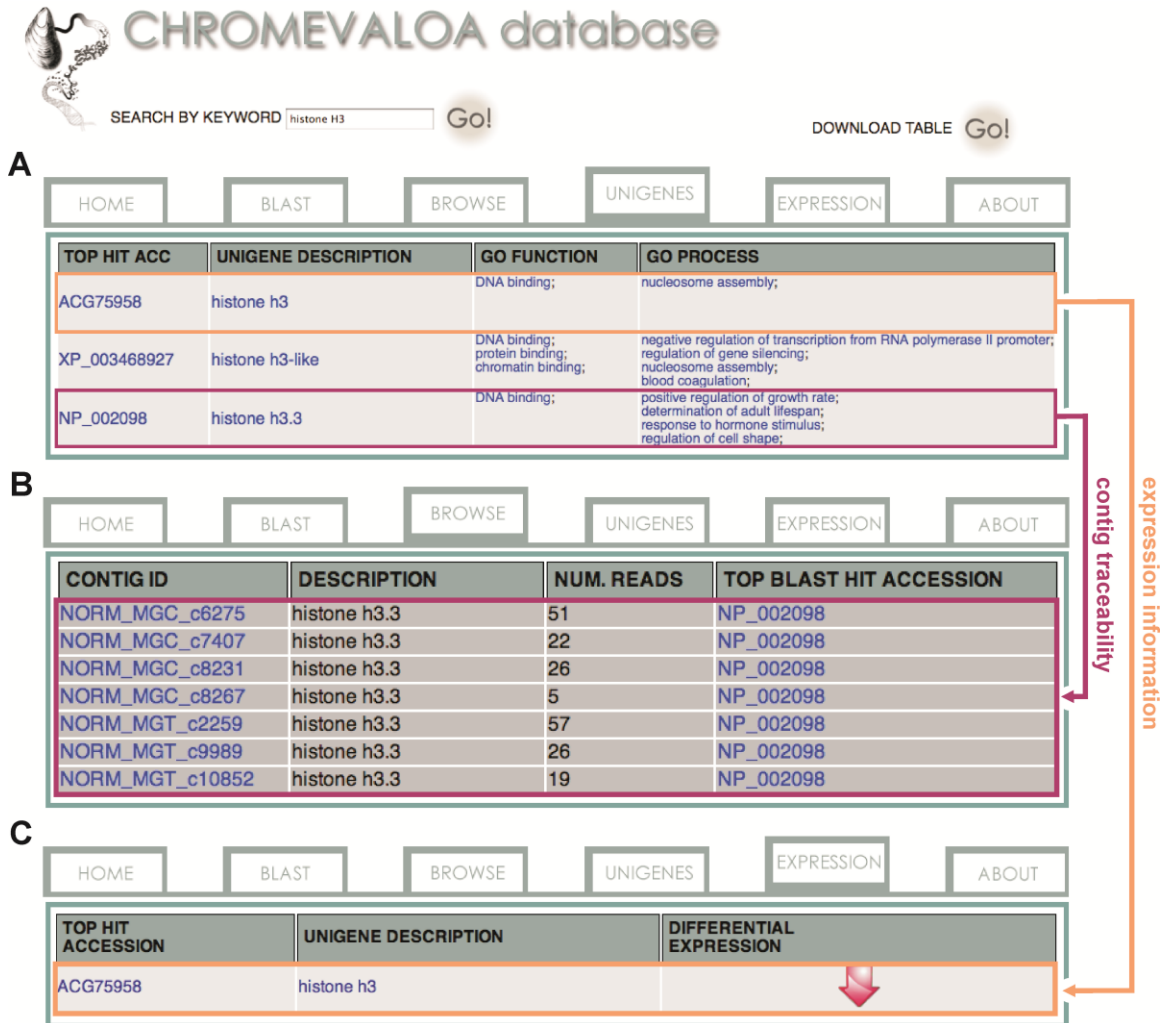 CHROMEVALOA database
SEARCH BY KEYWORD histone H3 Go!
DOWNLOAD TABLE Go!
A
HOME BLAST BROWSE UNIGENES EXPRESSION ABOUT
TOP HIT ACC UNIGENE DESCRIPTION GO FUNCTION GO PROCESS
ACG75958 histone h3 DNA binding; nucleosome assembly;
XP_003468927 histone h3-like
DNA binding;
protein binding;
chromatin binding;
negative regulation of transcription from RNA polymerase II promoter;
regulation of gene silencing;
nucleosome assembly;
blood coagulation;
NP_002098 histone h3.3
DNA binding;
positive regulation of growth rate;
determination of adult lifespan;
response to hormone stimulus;
regulation of cell shape;
B
HOME BLAST BROWSE UNIGENES EXPRESSION ABOUT
CONTIG ID DESCRIPTION NUM. READS TOP BLAST HIT ACCESSION
NORM_MGC_c6275 histone h3.3 51 NP_002098
NORM_MGC_c7407 histone h3.3 22 NP_002098
NORM_MGC_c8231 histone h3.3 26 NP_002098
NORM_MGC_c8267 histone h3.3 5 NP_002098
NORM_MGT_c2259 histone h3.3 57 NP_002098
NORM_MGT_c9989 histone h3.3 26 NP_002098
NORM_MGT_c10852 histone h3.3 19 NP_002098
contig traceability
expression information
C
HOME BLAST BROWSE UNIGENES EXPRESSION ABOUT
TOP HIT
ACCESSION
UNIGENE DESCRIPTION
DIFFERENTIAL
EXPRESSION
ACG75958 histone h3